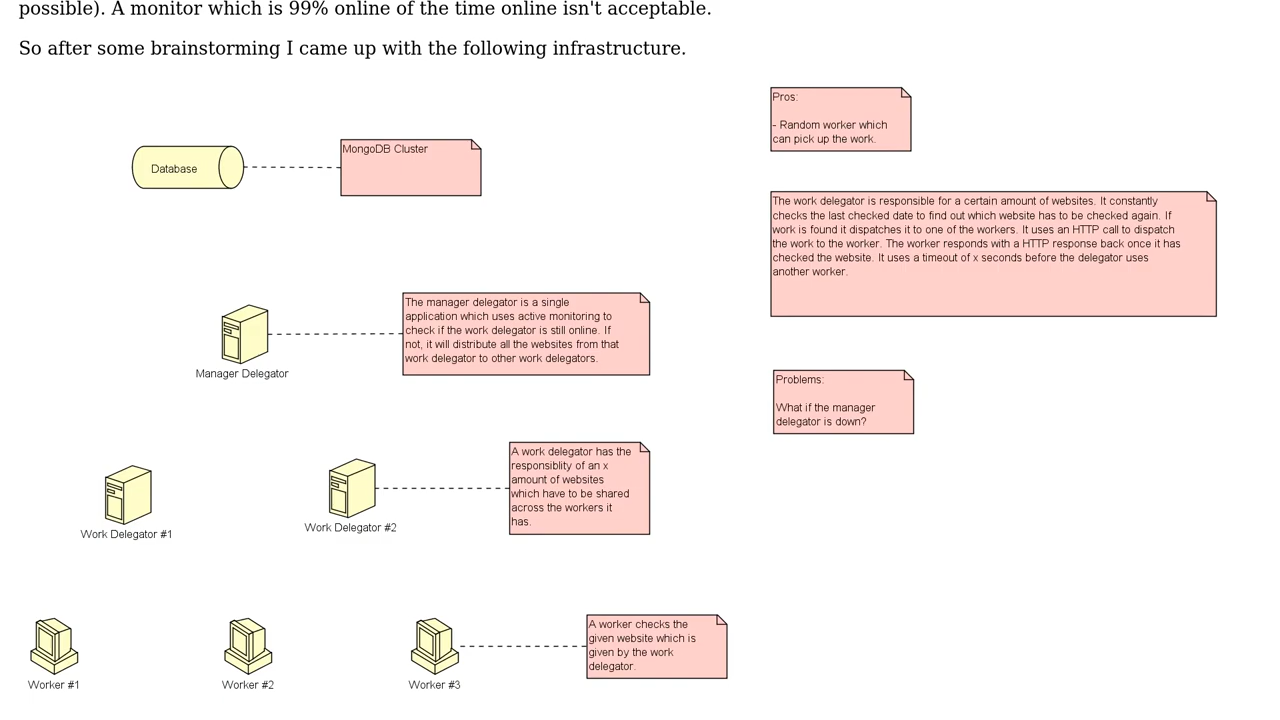 possible). A monitor which is 99% online of the time online isn't acceptable.
So after some brainstorming I came up with the following infrastructure.
Pros:
- Random worker which
can pick up the work.
Database
MongoDB Cluster
The work delegator is responsible for a certain amount of websites. It constantly
checks the last checked date to find out which website has to be checked again. If
work is found it dispatches it to one of the workers. It uses an HTTP call to dispatch
the work to the worker. The worker responds with a HTTP response back once it has
checked the website. It uses a timeout of x seconds before the delegator uses
another worker.
Manager Delegator
The manager delegator is a single
application which uses active monitoring to
check if the work delegator is still online. If
not, it will distribute all the websites from that
work delegator to other work delegators.
Problems:
What if the manager
delegator is down?
Work Delegator #1
Work Delegator #2
A work delegator has the
responsiblity of an x
amount of websites
which have to be shared
across the workers it
has.
Worker #1
Worker #2
Worker #3
A worker checks the
given website which is
given by the work
delegator.